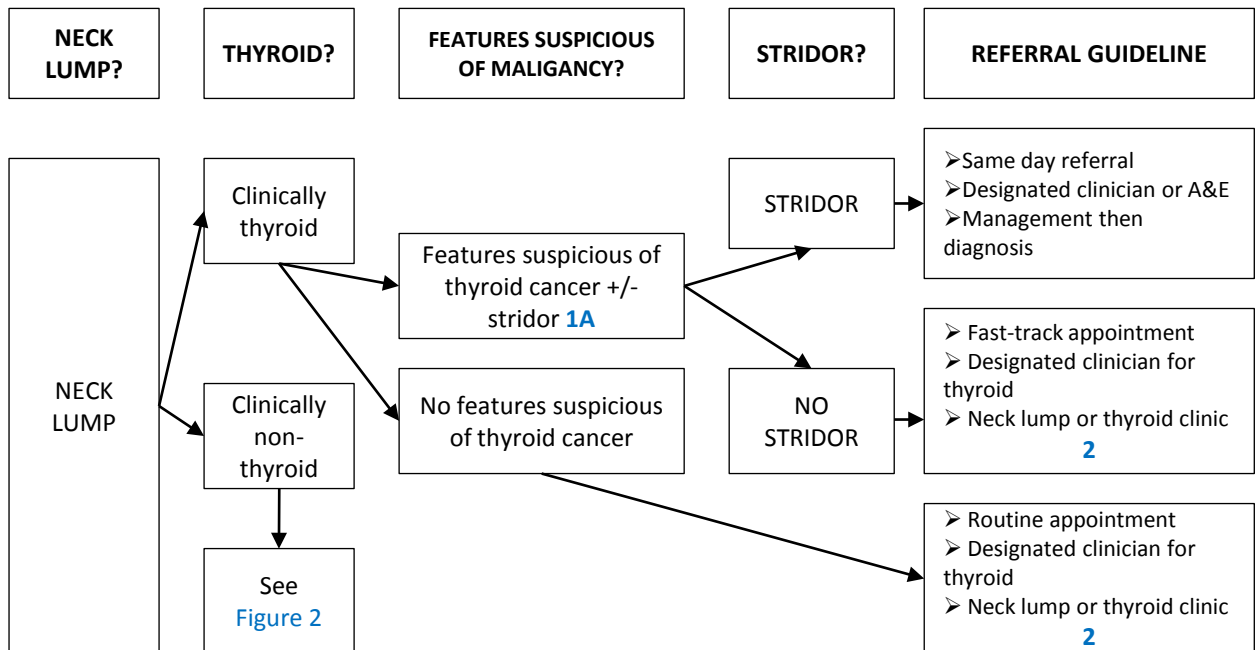 NECK
LUMP?
THYROID?
FEATURES SUSPICIOUS
OF MALIGANCY?
STRIDOR?
REFERRAL GUIDELINE
NECK
LUMP
Clinically
thyroid
Clinically
non-
thyroid
See
Figure 2
Features suspicious of
thyroid cancer +/-
stridor 1A
No features suspicious
of thyroid cancer
STRIDOR
NO
STRIDOR
➢Same day referral
➢Designated clinician or A&E
➢Management then
diagnosis
➢ Fast-track appointment
➢ Designated clinician for
thyroid
➢ Neck lump or thyroid clinic
2
➢ Routine appointment
➢ Designated clinician for
thyroid
➢ Neck lump or thyroid clinic
2